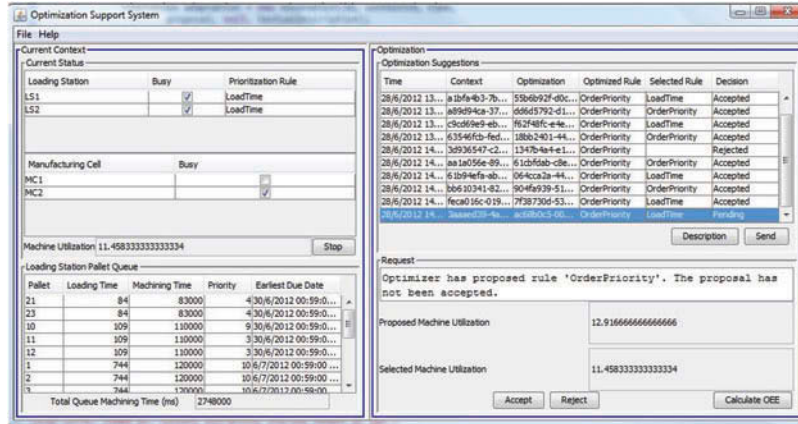 Optimization Support System
File Help
Current Context
Current Status
Loading Station Busy Prioritization Rule
LS1 LoadTime
LS2 LoadTime
Manufacturing Cell Busy
MC1
MC2
Machine Utilization 11.458333333333334 Stop
Loading Station Pallet Queue
Pallet Loading Time Machining Time Priority Earliest Due Date
21 84 83000 4 30/6/2012 00:59:0...
23 84 83000 4 30/6/2012 00:59:0...
10 109 110000 9 30/6/2012 00:59:0...
11 109 110000 3 30/6/2012 00:59:0...
12 109 110000 3 30/6/2012 00:59:0...
1 744 120000 10 6/7/2012 00:59:00 ...
2 744 120000 10 6/7/2012 00:59:00 ...
3 744 120000 10 6/7/2012 00:59:00
Total Queue Machining Time (ms) 2748000
Optimization
Optimization Suggestions
Time Context Optimization Optimized Rule Selected Rule Decision
28/6/2012 13... a1bfa4b3-7b... 55b6b92f-d0c... OrderPriority LoadTime Accepted
28/6/2012 13... a89d94ca-37... dd6d5792-d1... OrderPriority OrderPriority Accepted
28/6/2012 13... c9cd69e9-eb... f62f48fc-e4e... OrderPriority LoadTime Accepted
28/6/2012 13... 63546fcb-fed... 18bb2401-44... OrderPriority OrderPriority Accepted
28/6/2012 14... 3d936547-c2... 1347b4a4-e1... OrderPriority Rejected
28/6/2012 14... aa1a056e-89... 61cbfdab-c8e... OrderPriority OrderPriority Accepted
28/6/2012 14... 61b94efa-ab... 064cca2a-44... OrderPriority LoadTime Accepted
28/6/2012 14... bb610341-82... 904fa939-51... OrderPriority OrderPriority Accepted
28/6/2012 14... feca016c-019... 7f38730d-53... OrderPriority LoadTime Accepted
28/6/2012 14... OrderPriority LoadTime Pending
Description Send
Request
Optimizer has proposed rule 'OrderPriority'. The proposal has
not been accepted.
Proposed Machine Utilization 12.916666666666666
Selected Machine Utilization 11.458333333333334
Accept Reject Calculate OEE